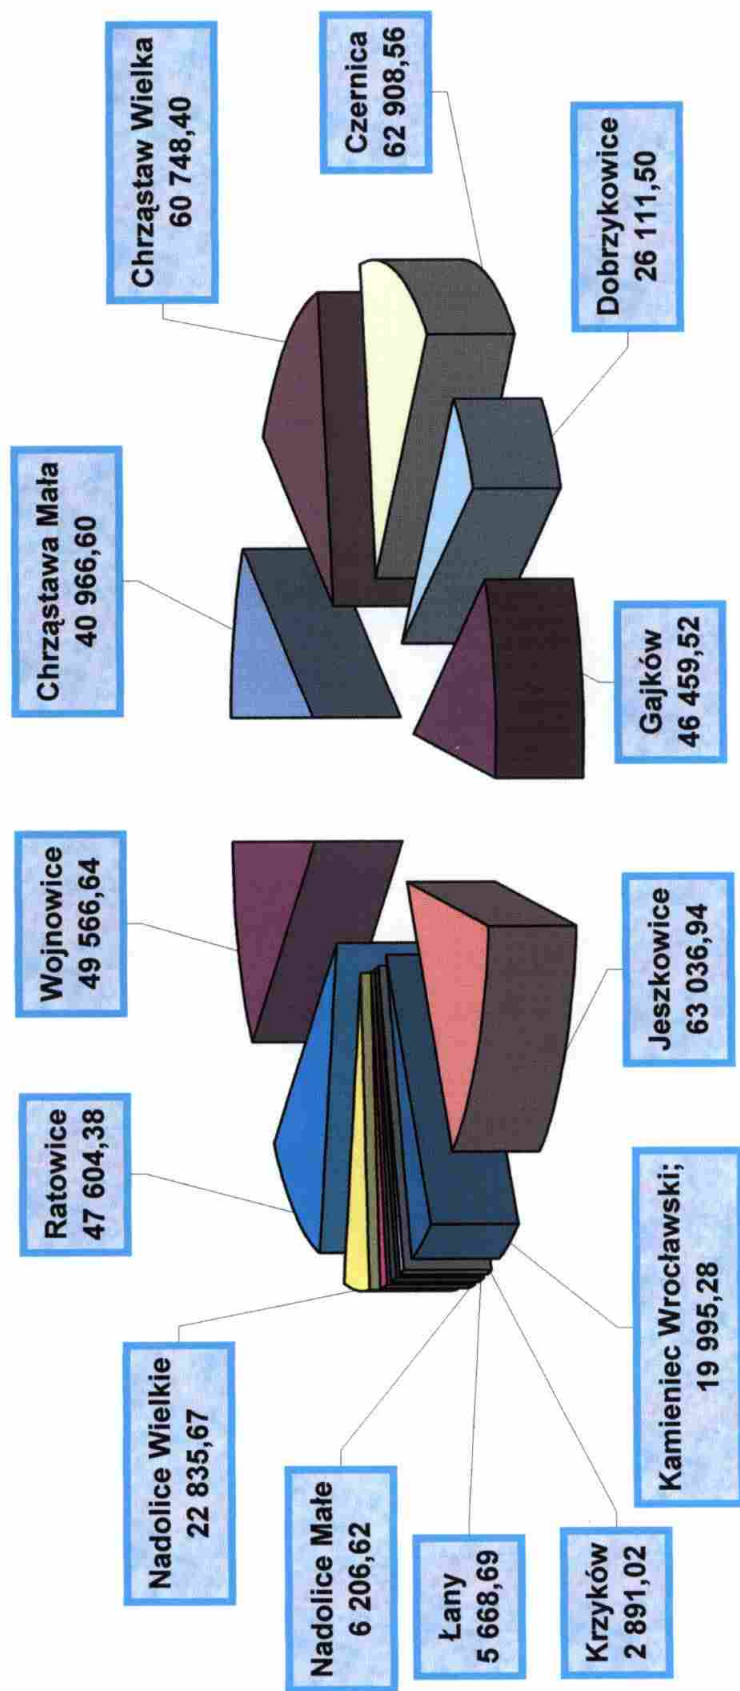 Chrząstawa Mała
40 966,60
Chrząstaw Wielka
60 748,40
Czernica
62 908,56
Dobrzykowice
26 111,50
Gajków
46 459,52
Jeszkowice
63 036,94
Kamieniec Wrocławski;
19 995,28
Krzyków
2 891,02
Łany
5 668,69
Nadolice Małe
6 206,62
Nadolice Wielkie
22 835,67
Ratowice
47 604,38
Wojnowice
49 566,64